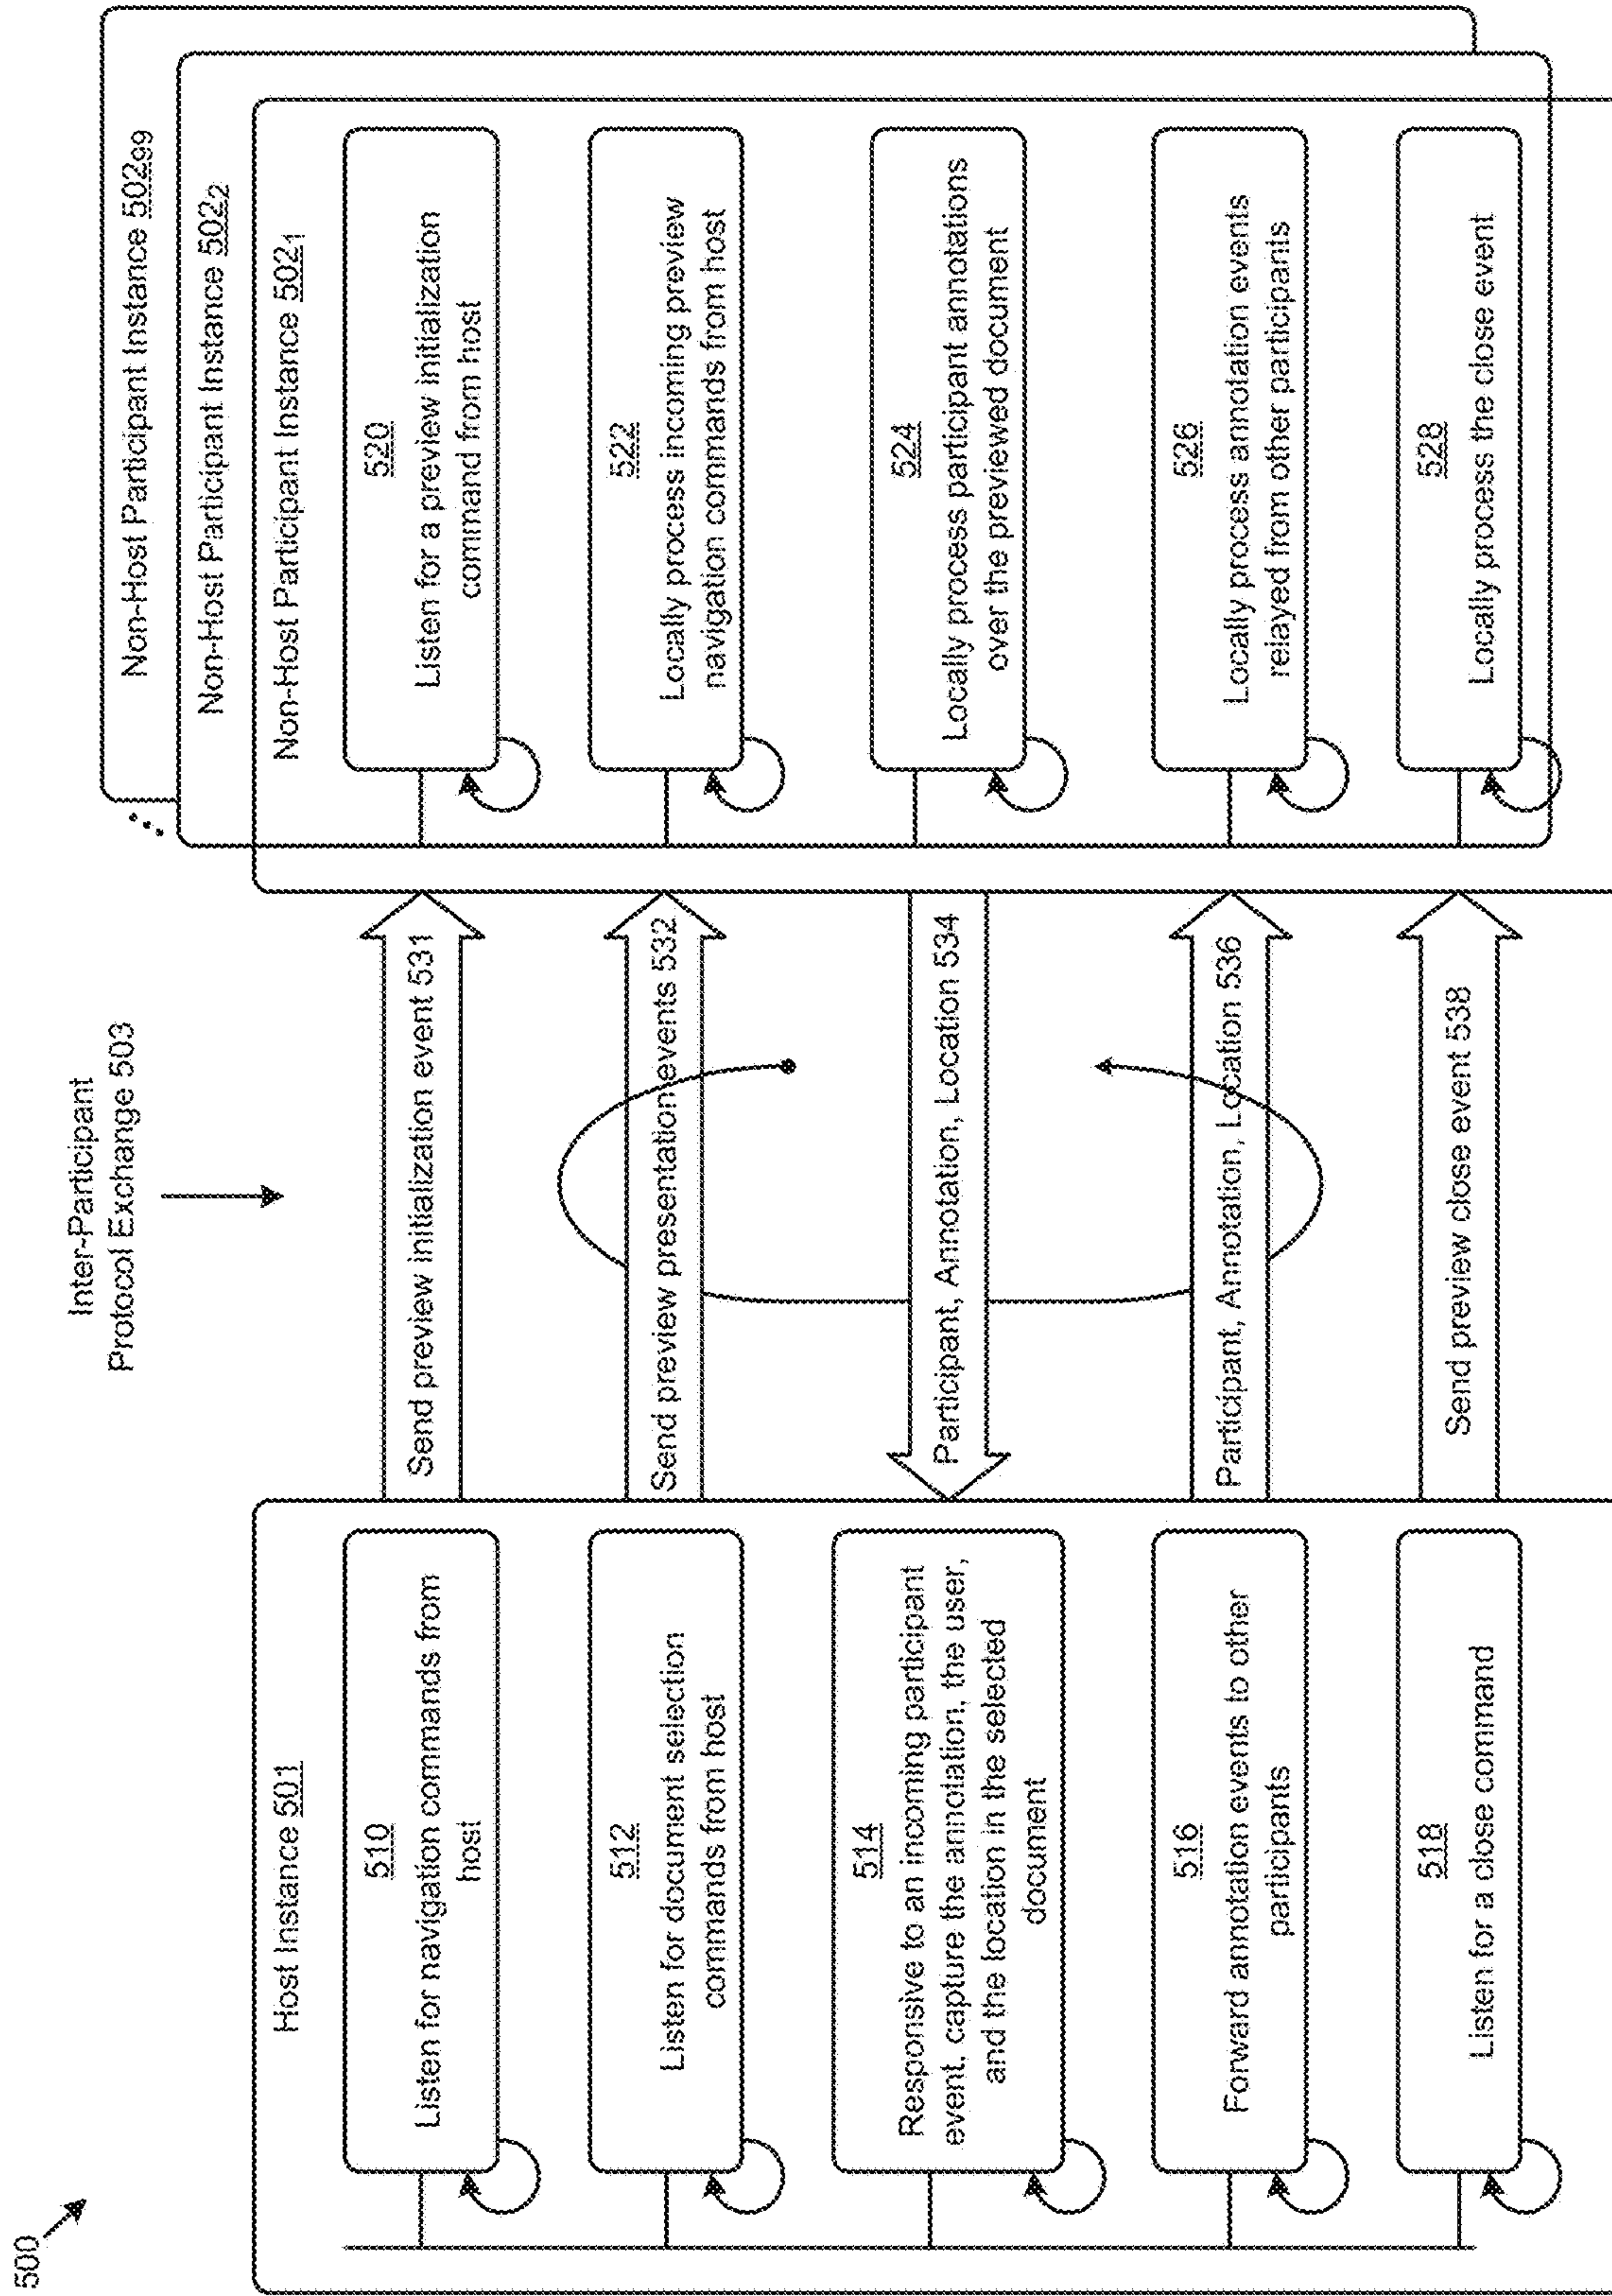 500
Inter-Participant
Protocol Exchange 503
Host Instance 501
510
Listen for navigation commands from
host
512
Listen for document selection
commands from host
514
Responsive to an incoming participant
event, capture the annotation, the user,
and the location in the selected
document
516
Forward annotation events to other
participants
518
Listen for a close command
Send preview initialization event 531
Send preview presentation events 532
Participant, Annotation, Location 534
Participant, Annotation, Location 536
Send preview close event 538
Non-Host Participant Instance 50299
Non-Host Participant Instance 5022
Non-Host Participant Instance 5021
520
Listen for a preview initialization
command from host
522
Locally process incoming preview
navigation commands from host
524
Locally process participant annotations
over the previewed document
526
Locally process annotation events
relayed from other participants
528
Locally process the close event